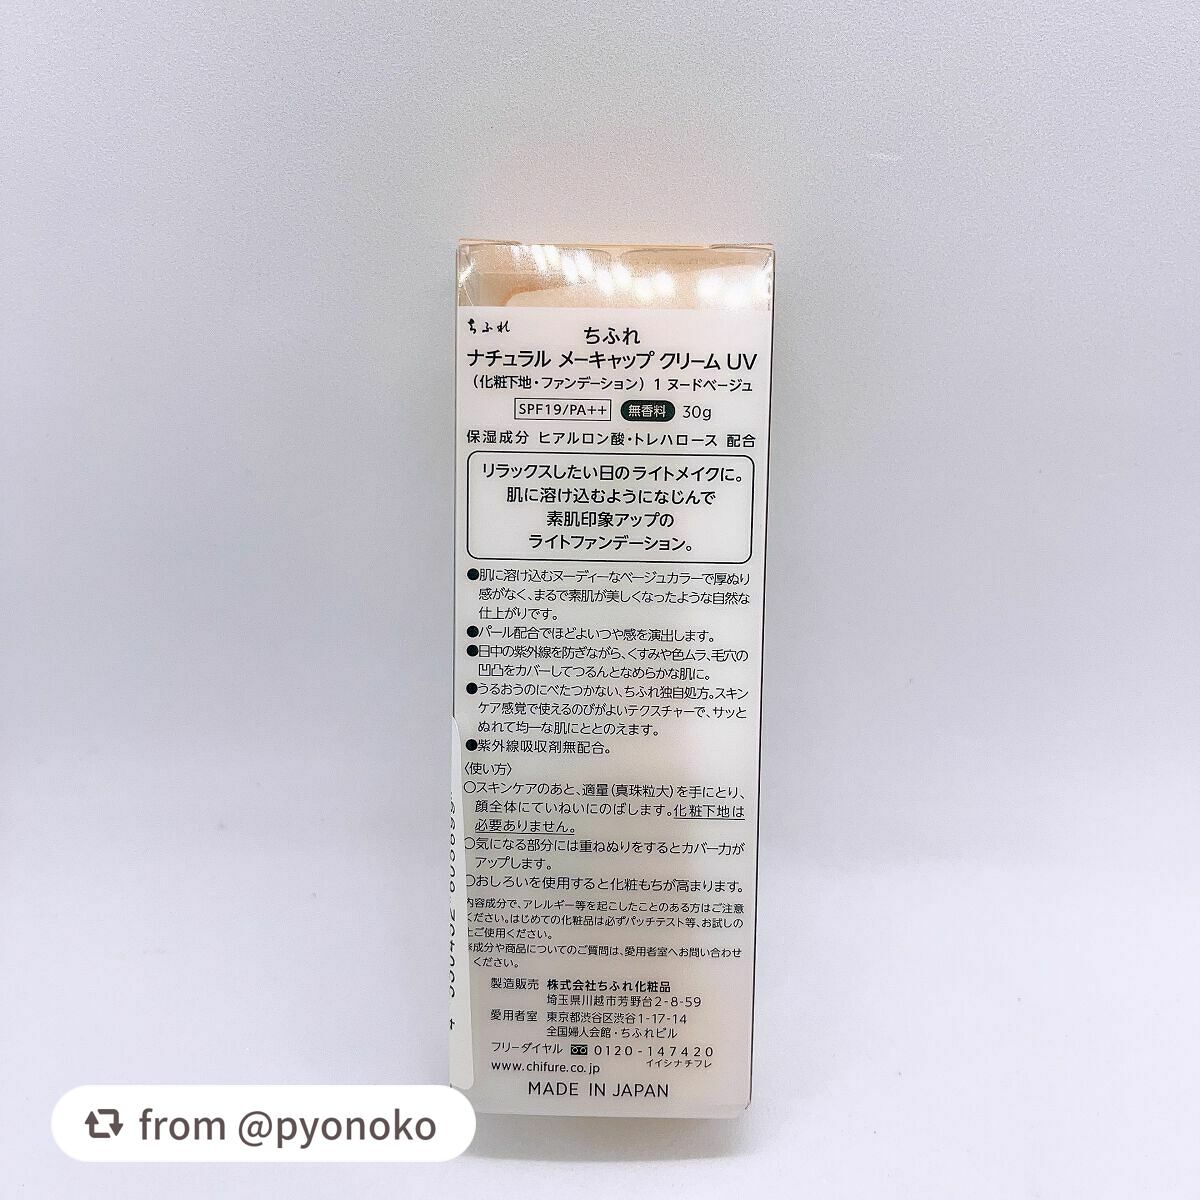 ちふれ
ちふれ
ナチュラル メーキャップ クリーム UV
（化粧下地・ファンデーション）1 ヌードベージュ
SPF19/PA++ 無香料 30g
保湿成分 ヒアルロン酸・トレハロース 配合
リラックスしたい日のライトメイクに。
肌に溶け込むようになじんで
素肌印象アップの
ライトファンデーション。
●肌に溶け込むヌーディーなベージュカラーで厚ぬり
感がなく、まるで素肌が美しくなったような自然な
仕上がりです。
●パール配合でほどよいつや感を演出します。
●日中の紫外線を防ぎながら、くすみや色ムラ、毛穴の
凹凸をカバーしてつるんとなめらかな肌に。
●うるおうのにべたつかない、ちふれ独自処方。スキン
ケア感覚で使えるのびがよいテクスチャーで、サッと
ぬれて均一な肌にととのえます。
●紫外線吸収剤無配合。
〈使い方〉
○スキンケアのあと、適量（真珠粒大）を手にとり、
顔全体にていねいにのばします。化粧下地は
必要ありません。
○気になる部分には重ねぬりをするとカバー力が
アップします。
○おしろいを使用すると化粧もちが高まります。
内容成分で、アレルギー等を起こしたことのある方はご注意
ください。はじめての化粧品は必ずパッチテスト等、お試しの
上ご使用ください。
※成分や商品についてのご質問は、愛用者室へお問い合わせ
ください。
製造販売 株式会社ちふれ化粧品
埼玉県川越市芳野台2-8-59
愛用者室 東京都渋谷区渋谷1-17-14
全国婦人会館・ちふれビル
フリーダイヤル 0120-147420
イイシナチフレ
www.chifure.co.jp
MADE IN JAPAN
from @pyonoko